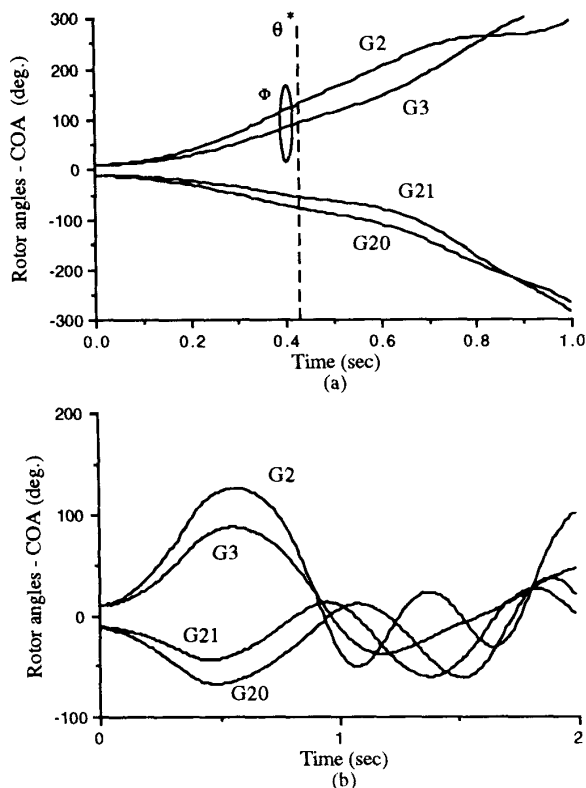 θ*
300
200
100
0
-100
-200
-300
Rotor angles - COA (deg.)
Φ
G2
G3
G21
G20
0.0
0.2
0.4
0.6
0.8
1.0
Time (sec)
(a)
200
100
0
-100
Rotor angles - COA (deg.)
G2
G3
G21
G20
0
1
2
Time (sec)
(b)